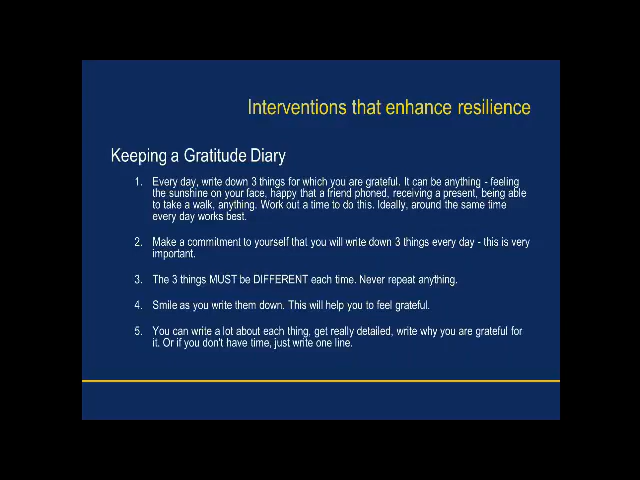 Interventions that enhance resilience
Keeping a Gratitude Diary
1. Every day, write down 3 things for which you are grateful. It can be anything - feeling
the sunshine on your face, happy that a friend phoned, receiving a present, being able
to take a walk, anything. Work out a time to do this. Ideally, around the same time
every day works best.
2. Make a commitment to yourself that you will write down 3 things every day - this is very
important.
3. The 3 things MUST be DIFFERENT each time. Never repeat anything.
4. Smile as you write them down. This will help you to feel grateful.
5. You can write a lot about each thing, get really detailed, write why you are grateful for
it. Or if you don't have time, just write one line.